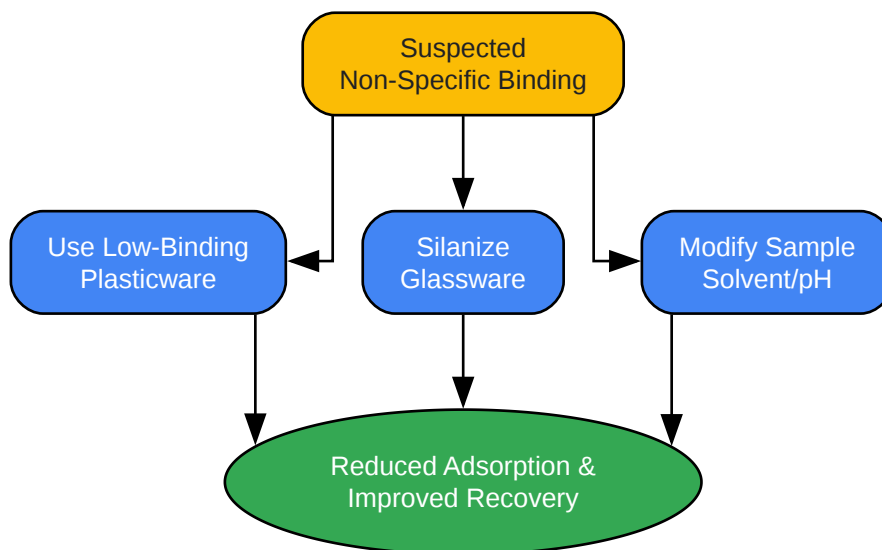 Suspected
Non-Specific Binding
Use Low-Binding
Plasticware
Silanize
Glassware
Modify Sample
Solvent/pH
Reduced Adsorption &
Improved Recovery